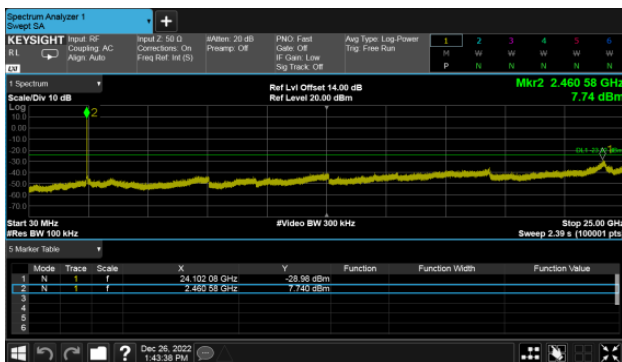 Spectrum Analyzer 1
Swept SA
KEYSIGHT Input: RF Input Z: 50 Ω #Atten: 20 dB PNO: Fast Avg Type: Log-Power 1 2 3 4 5 6
RL Coupling: AC Corrections: On Preamp: Off Gate: Off Trig: Free Run M W W W W W
Align: Auto Freq Ref: Int (S) IF Gain: Low P N N N N N
EXT Sig Track: Off
1 Spectrum Ref Lvl Offset 14.00 dB Mkr2 2.460 58 GHz
Scale/Div 10 dB Ref Level 20.00 dBm 7.74 dBm
Log
10.0 2
0.00
-10.0
-20.0
-30.0
-40.0
-50.0
-60.0
-70.0
Start 30 MHz #Video BW 300 kHz Stop 25.00 GHz
#Res BW 100 kHz Sweep 2.39 s (100001 pts)
5 Marker Table
Mode Trace Scale X Y Function Function Width Function Value
1 N 1 f 24.102 08 GHz -28.98 dBm
2 N 1 f 2.460 58 GHz 7.740 dBm
3
4
5
6
? Dec 26, 2022
1:43:38 PM